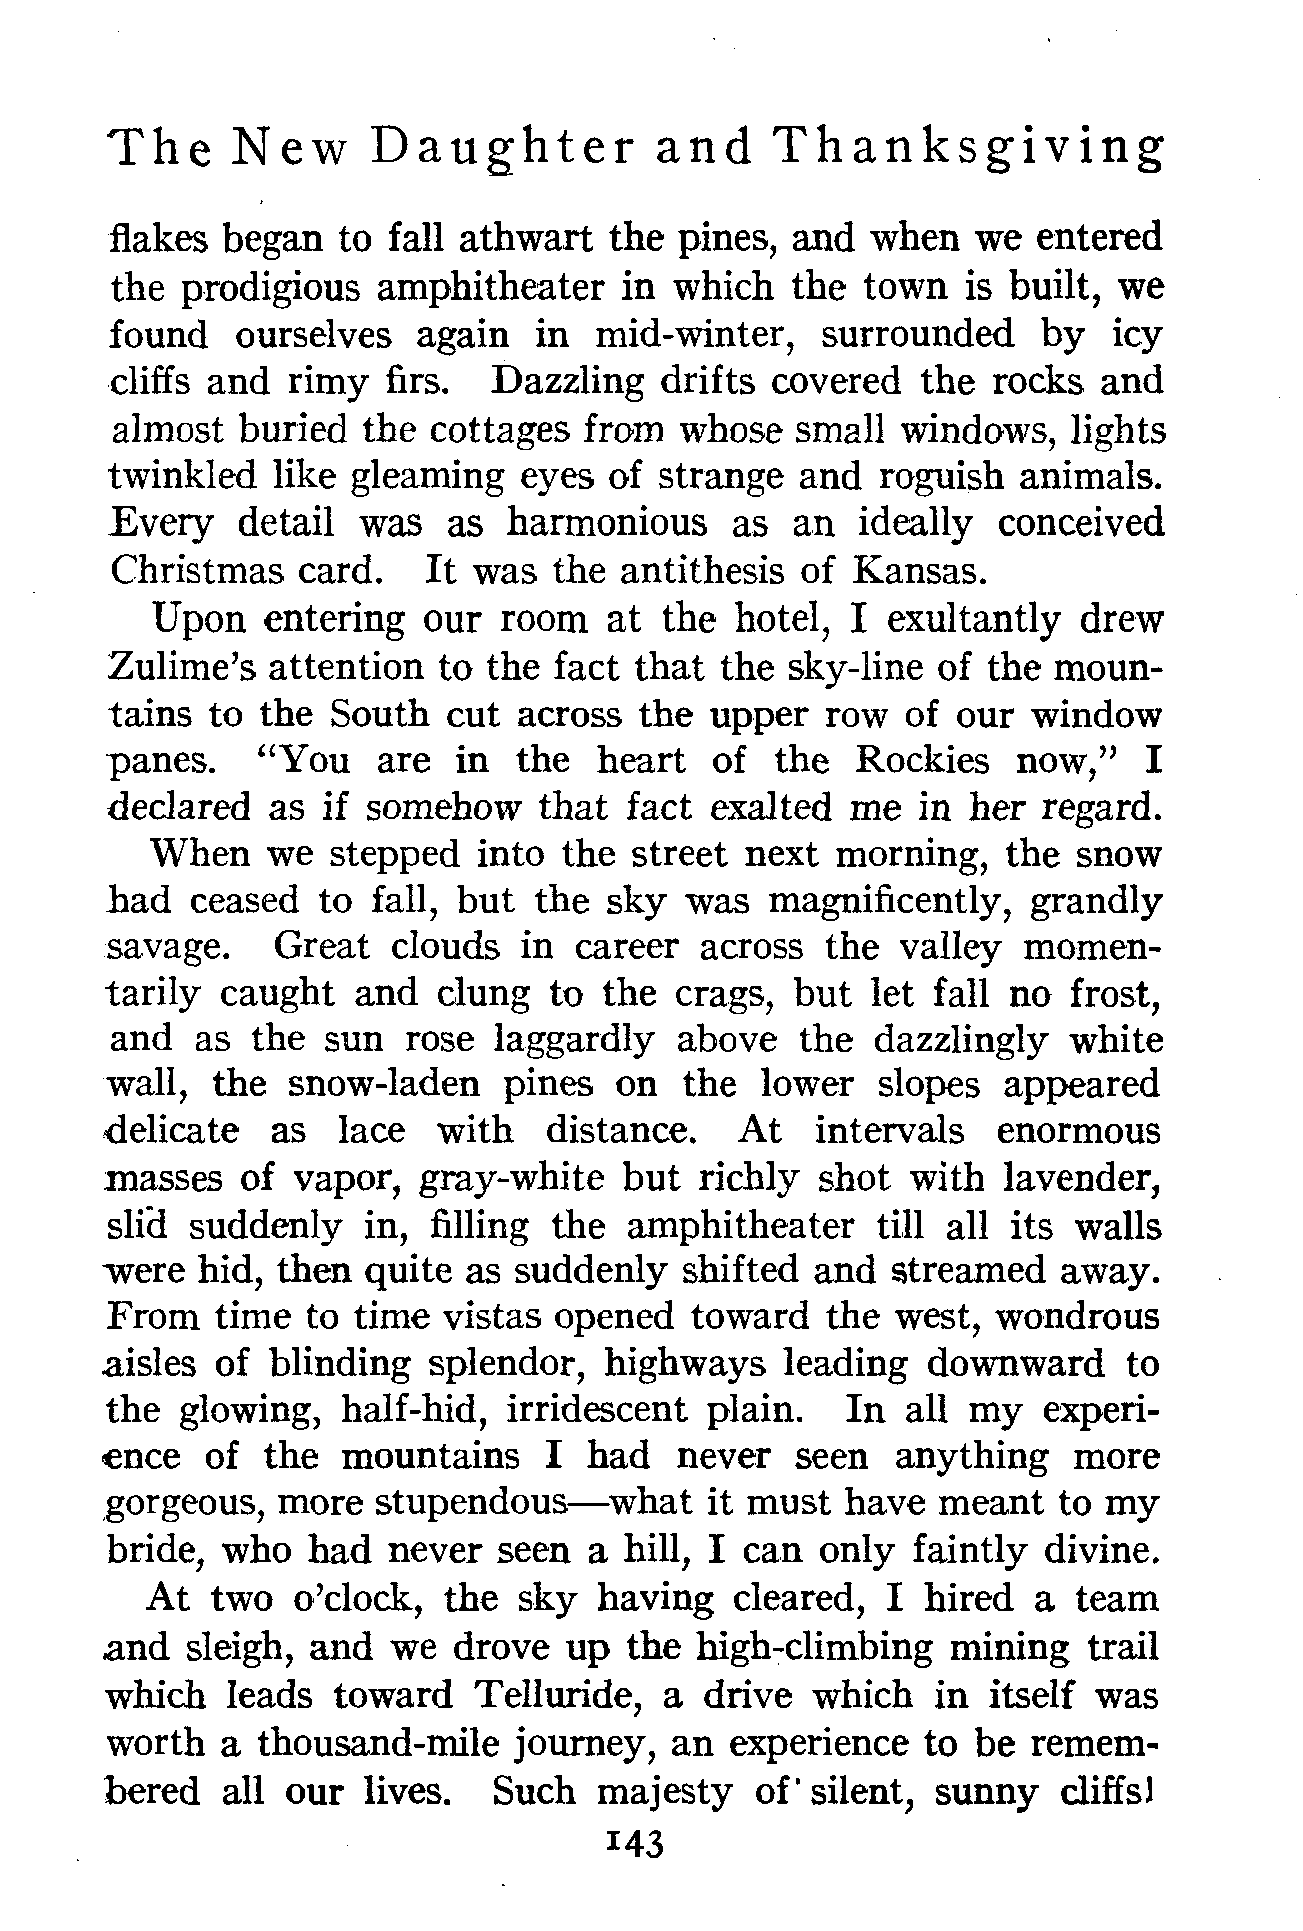 The New Daughter and Thanksgiving
flakes began to fall athwart the pines, and when we entered
the prodigious amphitheater in which the town is built, we
found ourselves again in mid-winter, surrounded by icy
cliffs and rimy firs. Dazzling drifts covered the rocks and
almost buried the cottages from whose small windows, lights
twinkled like gleaming eyes of strange and roguish animals.
Every detail was as harmonious as an ideally conceived
Christmas card. It was the antithesis of Kansas.
Upon entering our room at the hotel, I exultantly drew
Zulime's attention to the fact that the sky-line of the moun-
tains to the South cut across the upper row of our window
panes. "You are in the heart of the Rockies now," I
declared as if somehow that fact exalted me in her regard.
When we stepped into the street next morning, the snow
had ceased to fall, but the sky was magnificently, grandly
savage. Great clouds in career across the valley momen-
tarily caught and clung to the crags, but let fall no frost,
and as the sun rose laggardly above the dazzlingly white
wall, the snow-laden pines on the lower slopes appeared
delicate as lace with distance. At intervals enormous
masses of vapor, gray-white but richly shot with lavender,
slid suddenly in, filling the amphitheater till all its walls
were hid, then quite as suddenly shifted and streamed away.
From time to time vistas opened toward the west, wondrous
aisles of blinding splendor, highways leading downward to
the glowing, half-hid, irridescent plain. In all my experi-
ence of the mountains I had never seen anything more
gorgeous, more stupendous—what it must have meant to my
bride, who had never seen a hill, I can only faintly divine.
At two o'clock, the sky having cleared, I hired a team
and sleigh, and we drove up the high-climbing mining trail
which leads toward Telluride, a drive which in itself was
worth a thousand-mile journey, an experience to be remem-
bered all our lives. Such majesty of silent, sunny cliffs!
143